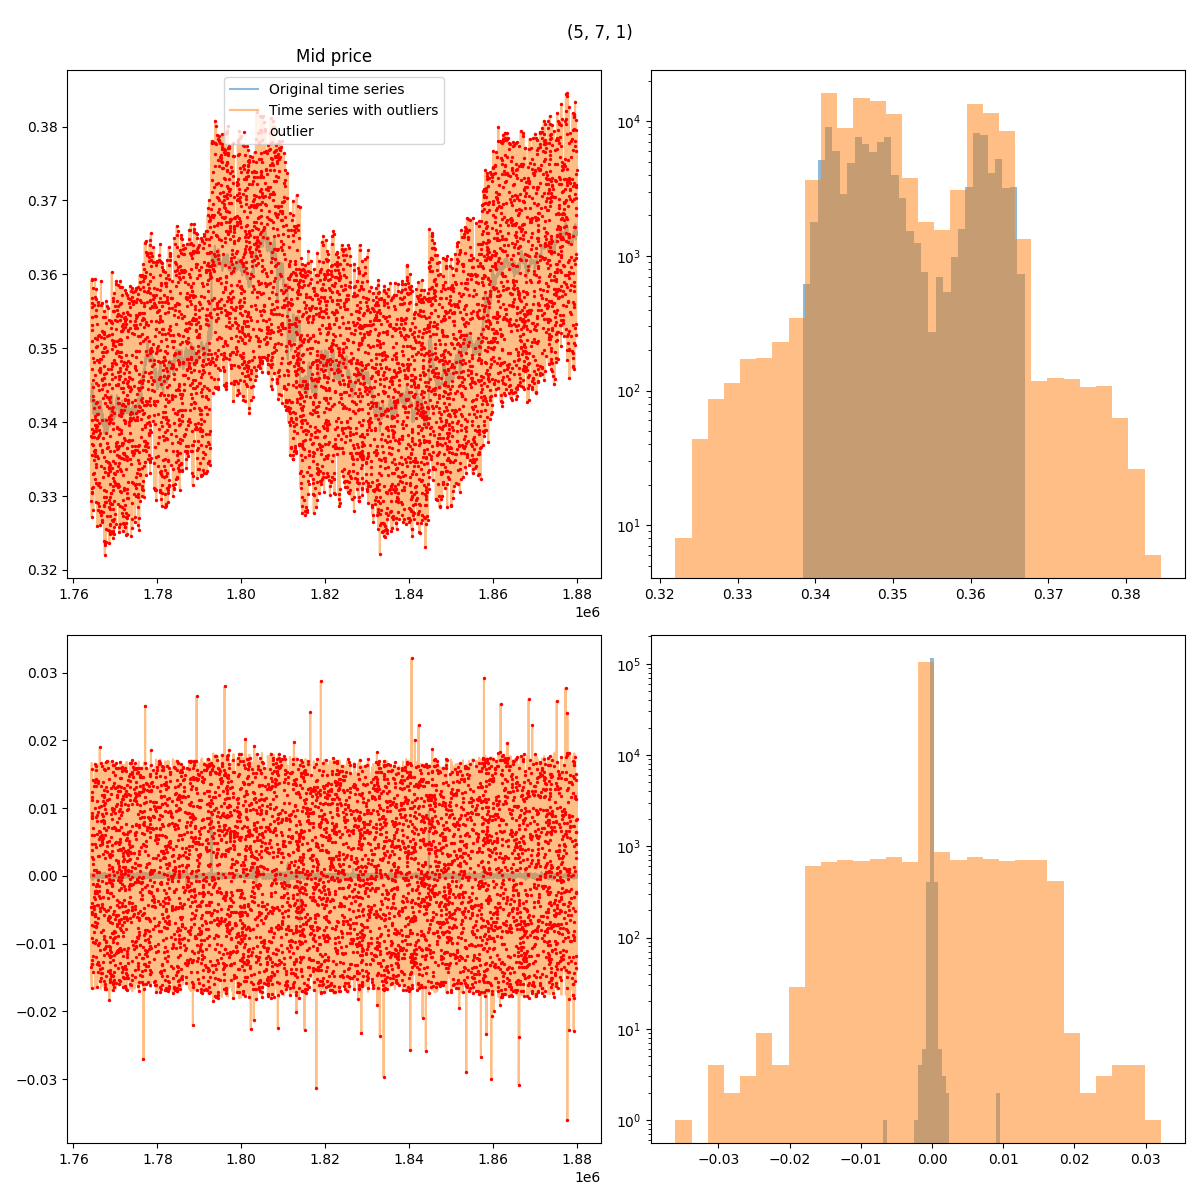 (5, 7, 1)
Mid price
Original time series
Time series with outliers
outlier
0.38
0.37
0.36
0.35
0.34
0.33
0.32
1.76 1.78 1.80 1.82 1.84 1.86 1.88
1e6
10⁴
10³
10²
10¹
0.32 0.33 0.34 0.35 0.36 0.37 0.38
0.03
0.02
0.01
0.00
−0.01
−0.02
−0.03
1.76 1.78 1.80 1.82 1.84 1.86 1.88
1e6
10⁵
10⁴
10³
10²
10¹
10⁰
−0.03 −0.02 −0.01 0.00 0.01 0.02 0.03